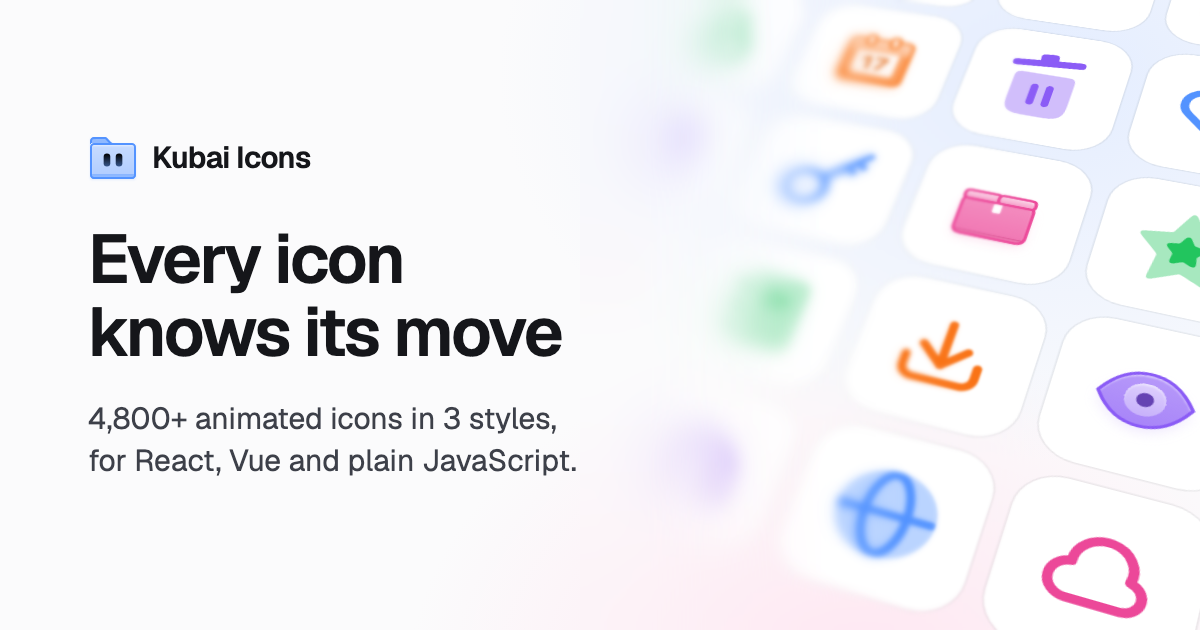 Kubai Icons
Every icon
knows its move
4,800+ animated icons in 3 styles,
for React, Vue and plain JavaScript.
17